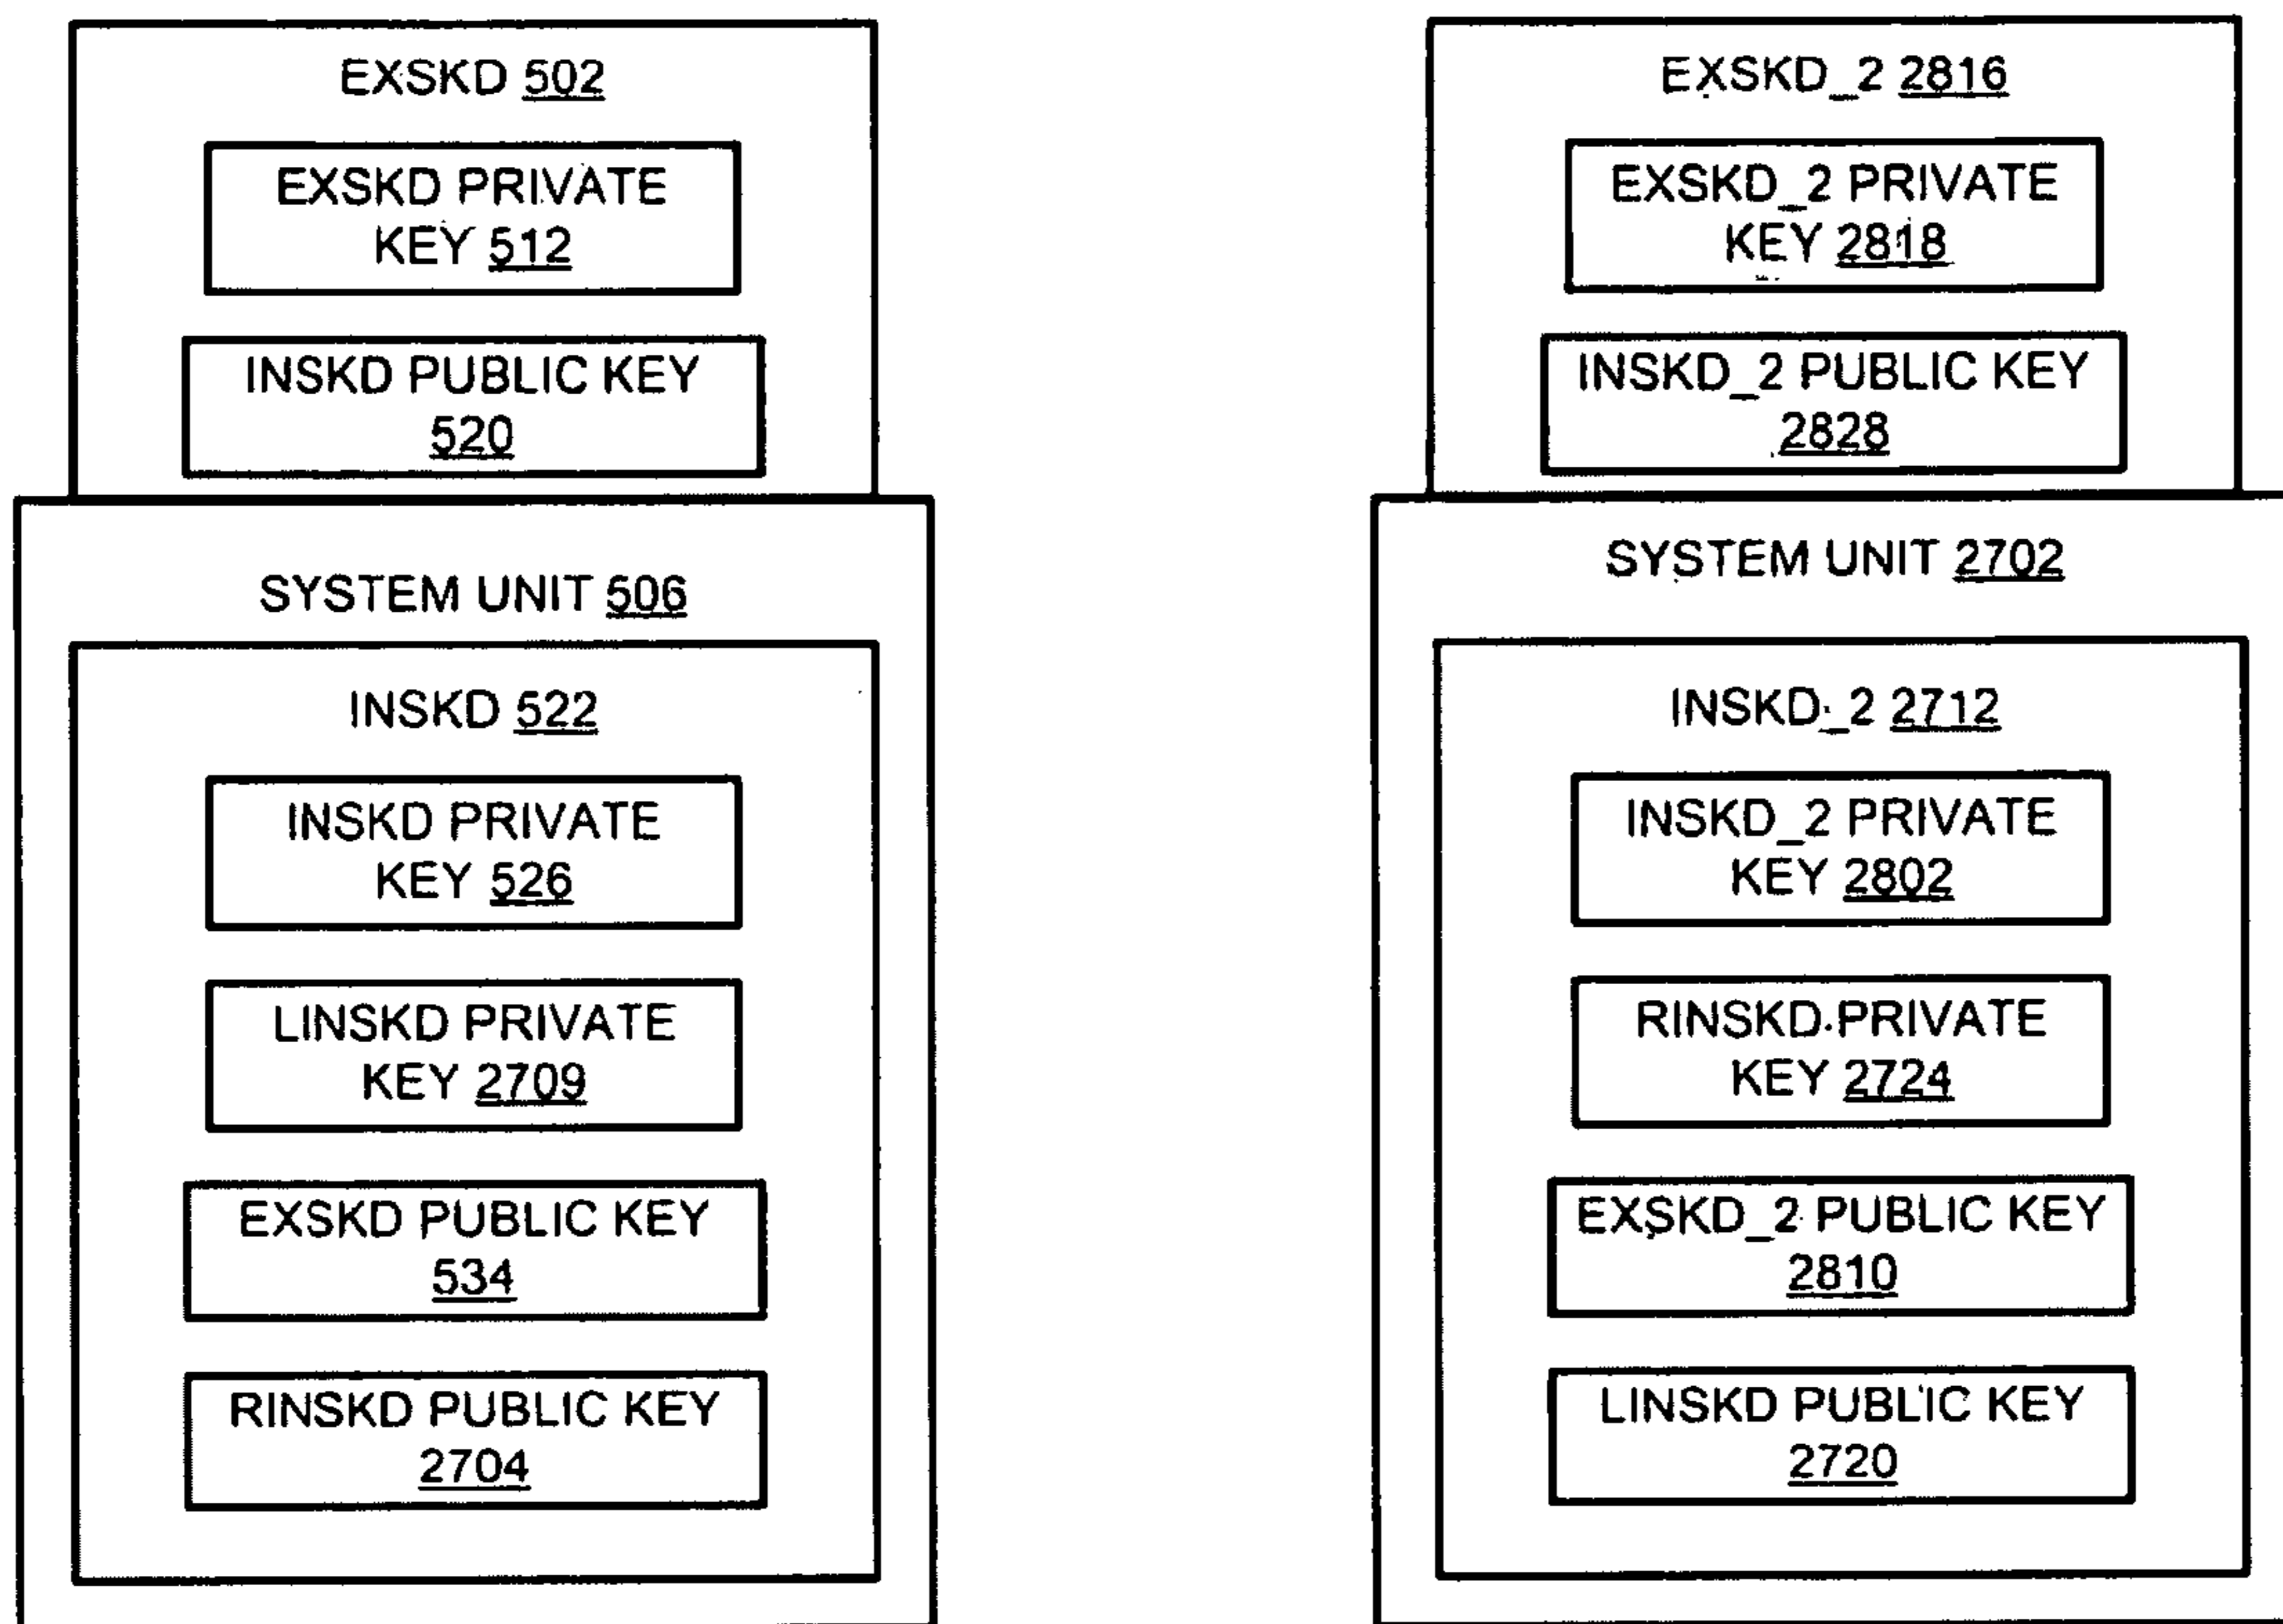 EXSKD 502
EXSKD PRIVATE
KEY 512
INSKD PUBLIC KEY
520
SYSTEM UNIT 506
INSKD 522
INSKD PRIVATE
KEY 526
LINSKD PRIVATE
KEY 2709
EXSKD PUBLIC KEY
534
RINSKD PUBLIC KEY
2704
EXSKD_2 2816
EXSKD_2 PRIVATE
KEY 2818
INSKD_2 PUBLIC KEY
2828
SYSTEM UNIT 2702
INSKD_2 2712
INSKD_2 PRIVATE
KEY 2802
RINSKD PRIVATE
KEY 2724
EXSKD_2 PUBLIC KEY
2810
LINSKD PUBLIC KEY
2720